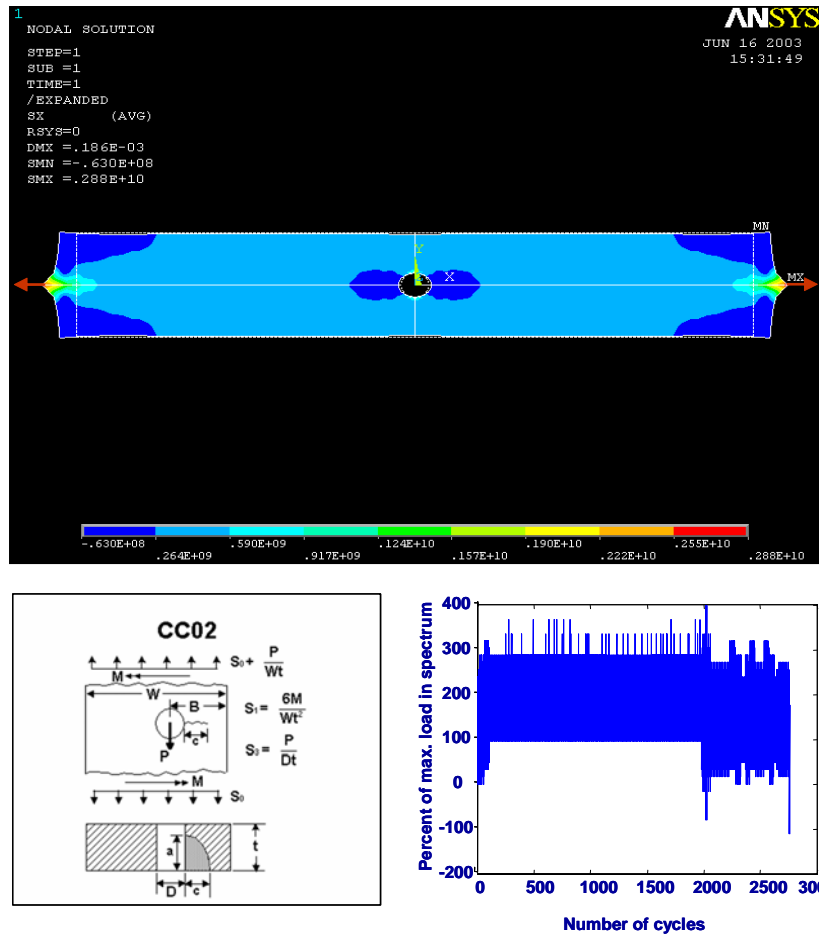 1
NODAL SOLUTION
ANSYS
JUN 16 2003
15:31:49
STEP=1
SUB =1
TIME=1
/EXPANDED
SX (AVG)
RSYS=0
DMX =.186E-03
SMN =-.630E+08
SMX =.288E+10
MN
Y
X
MX
-.630E+08 .590E+09 .124E+10 .190E+10 .255E+10
.264E+09 .917E+09 .157E+10 .222E+10 .288E+10
CC02
S₀ + P/Wt
M
W
B
S₁ = 6M/Wt²
c
P
S₃ = P/Dt
M
S₀
a
t
D
c
Percent of max. load in spectrum
400
300
200
100
0
-100
-200
0 500 1000 1500 2000 2500
Number of cycles